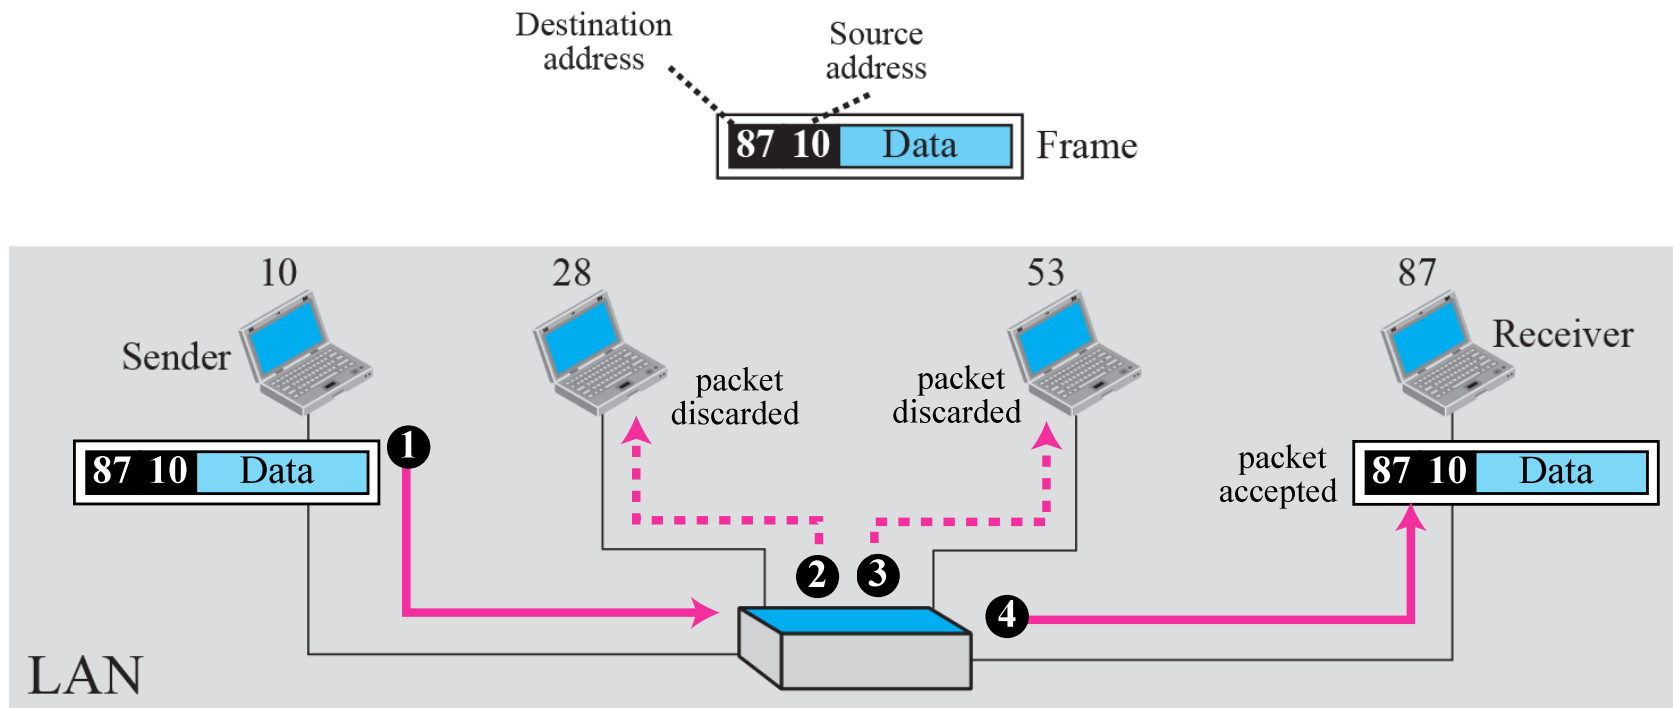 Destination
address
Source
address
87 10 Data
Frame
10
28
53
87
Sender
Receiver
packet
discarded
packet
discarded
1
87 10 Data
packet
accepted
87 10 Data
2
3
4
LAN